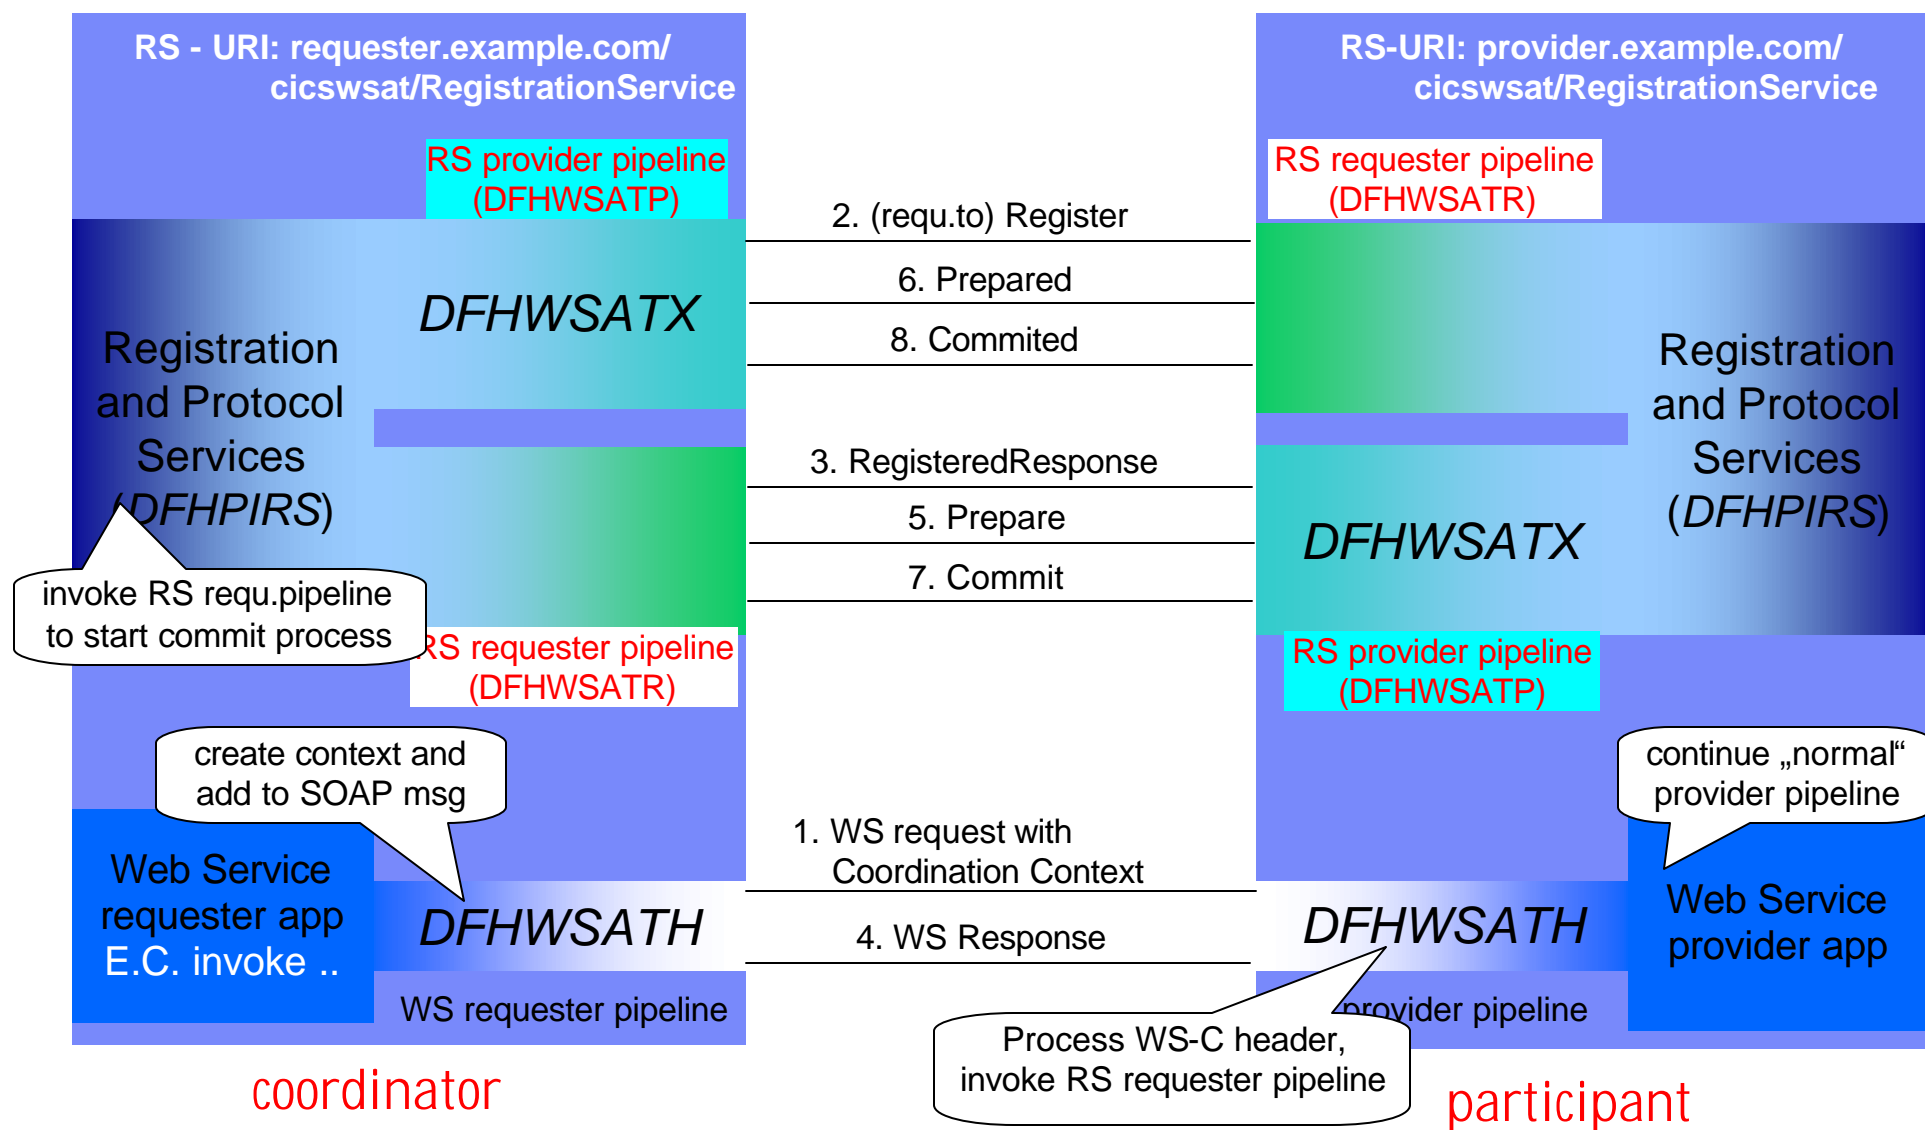 RS - URI: requester.example.com/
cicswsat/RegistrationService
RS-URI: provider.example.com/
cicswsat/RegistrationService
RS provider pipeline
(DFHWSATP)
RS requester pipeline
(DFHWSATR)
2. (requ.to) Register
6. Prepared
8. Commited
DFHWSATX
Registration
and Protocol
Services
(DFHPIRS)
Registration
and Protocol
Services
(DFHPIRS)
3. RegisteredResponse
5. Prepare
7. Commit
DFHWSATX
invoke RS requ.pipeline
to start commit process
RS requester pipeline
(DFHWSATR)
RS provider pipeline
(DFHWSATP)
create context and
add to SOAP msg
continue „normal“
provider pipeline
1. WS request with
Coordination Context
Web Service
requester app
E.C. invoke ..
DFHWSATH
4. WS Response
DFHWSATH
Web Service
provider app
WS requester pipeline
provider pipeline
Process WS-C header,
invoke RS requester pipeline
coordinator
participant